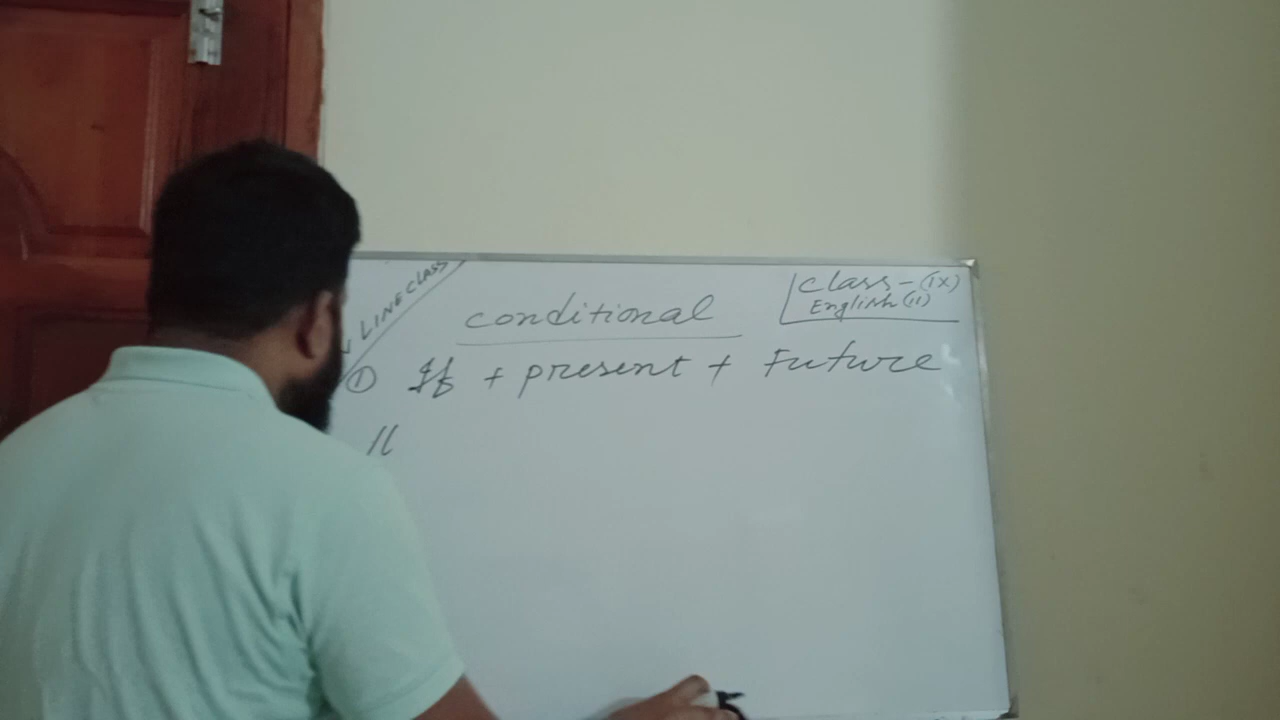 LINE CLASS
Class - (IX)
English (II)
conditional
① If + present + Future